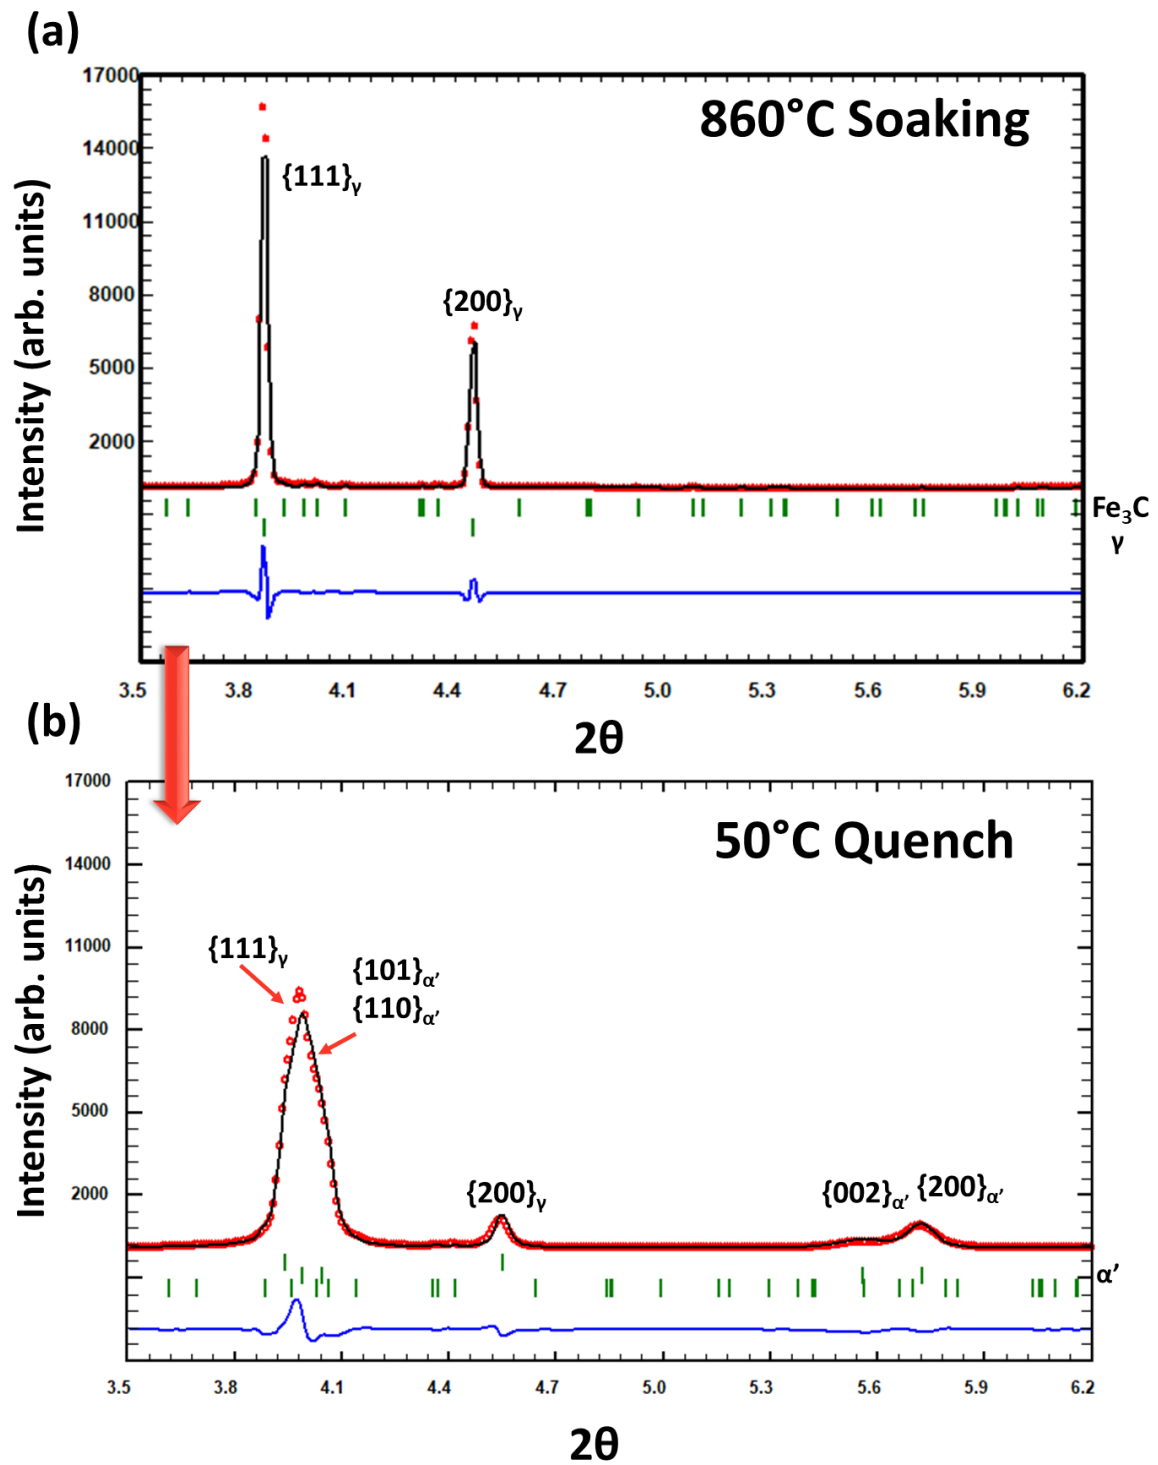 (a)
860°C Soaking
Intensity (arb. units)
17000
14000
11000
8000
5000
2000
{111}γ
{200}γ
Fe₃C
γ
3.5 3.8 4.1 4.4 4.7 5.0 5.3 5.6 5.9 6.2
2θ
(b)
50°C Quench
Intensity (arb. units)
17000
14000
11000
8000
5000
2000
{111}γ
{101}α'
{110}α'
{200}γ
{002}α' {200}α'
α'
3.5 3.8 4.1 4.4 4.7 5.0 5.3 5.6 5.9 6.2
2θ